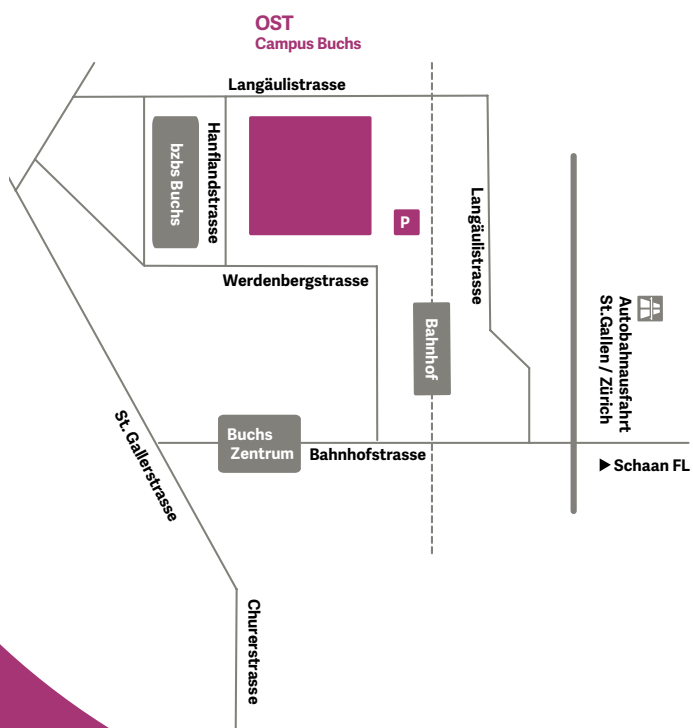 OST
Campus Buchs
Langäulistrasse
bzbs Buchs
Hanflandstrasse
P
Langäulistrasse
Werdenbergstrasse
Bahnhof
Autobahnausfahrt
St.Gallen / Zürich
St. Gallerstrasse
Buchs
Zentrum
Bahnhofstrasse
Schaan FL
Churerstrasse